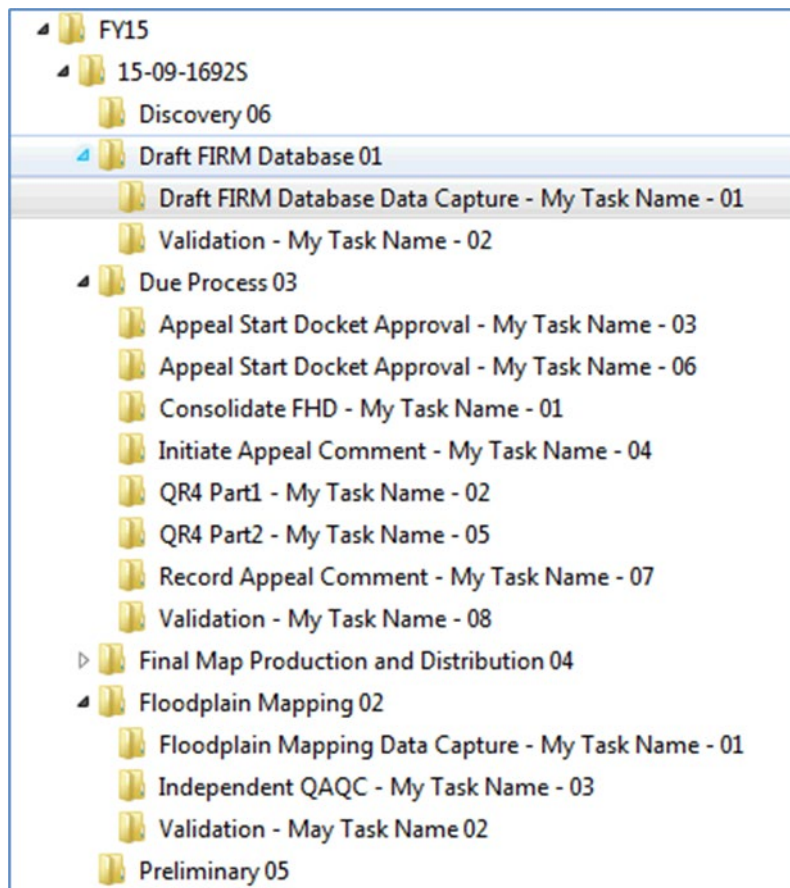 FY15
15-09-1692S
Discovery 06
Draft FIRM Database 01
Draft FIRM Database Data Capture - My Task Name - 01
Validation - My Task Name - 02
Due Process 03
Appeal Start Docket Approval - My Task Name - 03
Appeal Start Docket Approval - My Task Name - 06
Consolidate FHD - My Task Name - 01
Initiate Appeal Comment - My Task Name - 04
QR4 Part1 - My Task Name - 02
QR4 Part2 - My Task Name - 05
Record Appeal Comment - My Task Name - 07
Validation - My Task Name - 08
Final Map Production and Distribution 04
Floodplain Mapping 02
Floodplain Mapping Data Capture - My Task Name - 01
Independent QAQC - My Task Name - 03
Validation - May Task Name 02
Preliminary 05